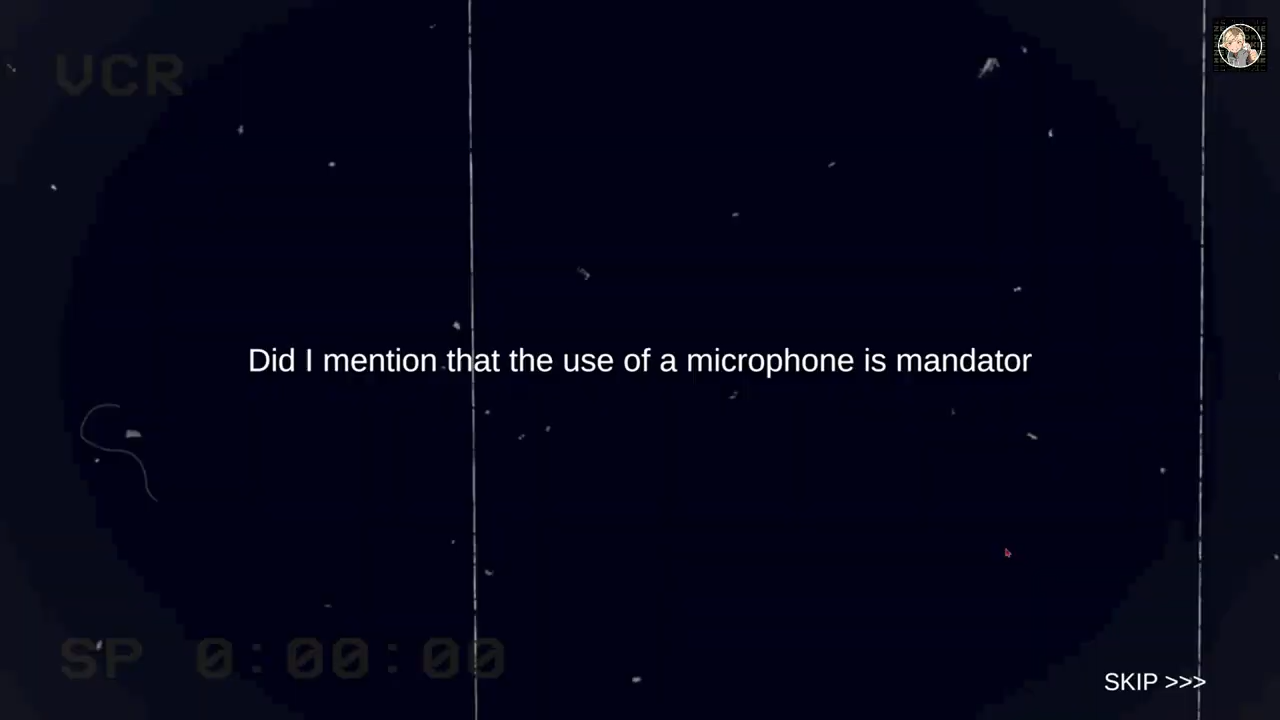 VCR
Did I mention that the use of a microphone is mandator
SP 0:00:00
SKIP >>>